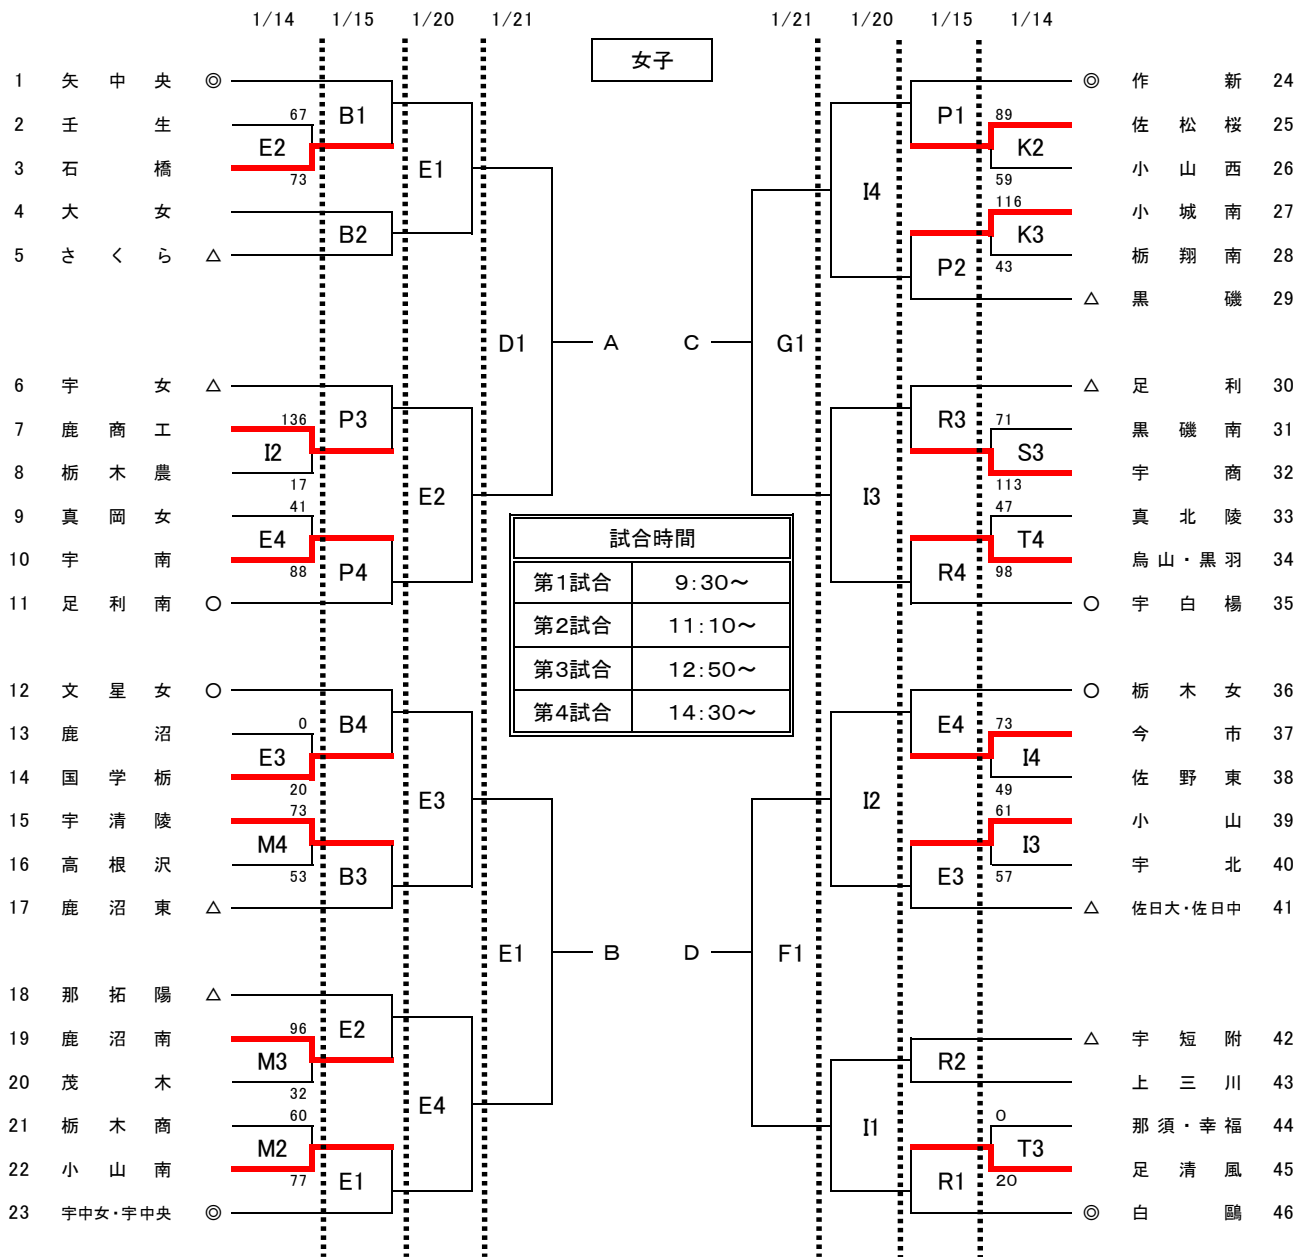 1/14 1/15 1/20 1/21 1/21 1/20 1/15 1/14
女子
1 矢中央 ◎
2 壬生 67
E2
3 石橋 73
B1
4 大女
5 さくら △
B2
E1
6 宇女 △
7 鹿商工 136
I2
8 栃木農 17
P3
9 真岡女 41
E4
10 宇南 88
11 足利南 ○
P4
E2
D1
A
12 文星女 ○
13 鹿沼 0
E3
14 国学栃 20
B4
15 宇清陵 73
M4
16 高根沢 53
17 鹿沼東 △
B3
E3
18 那拓陽 △
19 鹿沼南 96
M3
20 茂木 32
E2
21 栃木商 60
M2
22 小山南 77
23 宇中女・宇中央 ◎
E1
E4
E1
B
試合時間
第1試合 9:30～
第2試合 11:10～
第3試合 12:50～
第4試合 14:30～
◎ 作新 24
89 佐松桜 25
K2
59 小山西 26
P1
116 小城南 27
K3
43 栃翔南 28
△ 黒磯 29
P2
I4
△ 足利 30
71 黒磯南 31
S3
113 宇商 32
R3
47 真北陵 33
T4
98 烏山・黒羽 34
○ 宇白楊 35
R4
I3
G1
C
○ 栃木女 36
73 今市 37
I4
49 佐野東 38
E4
61 小山 39
I3
57 宇北 40
△ 佐日大・佐日中 41
E3
I2
△ 宇短附 42
上三川 43
R2
0 那須・幸福 44
T3
20 足清風 45
◎ 白鷗 46
R1
I1
F1
D